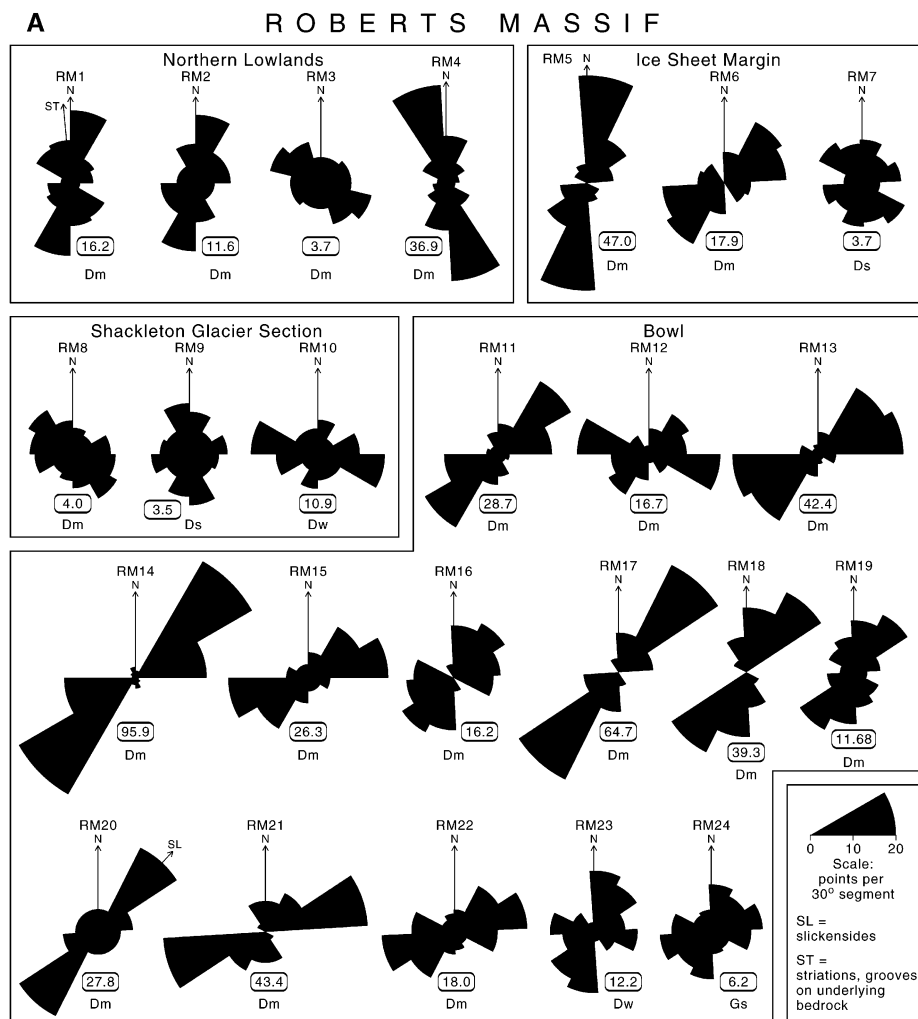 A ROBERTS MASSIF
Northern Lowlands
RM1
N
ST
16.2
Dm
RM2
N
11.6
Dm
RM3
N
3.7
Dm
RM4
N
36.9
Dm
Ice Sheet Margin
RM5
N
47.0
Dm
RM6
N
17.9
Dm
RM7
N
3.7
Ds
Shackleton Glacier Section
RM8
N
4.0
Dm
RM9
N
3.5
Ds
RM10
N
10.9
Dw
Bowl
RM11
N
28.7
Dm
RM12
N
16.7
Dm
RM13
N
42.4
Dm
RM14
N
95.9
Dm
RM15
N
26.3
Dm
RM16
N
16.2
Dm
RM17
N
64.7
Dm
RM18
N
39.3
Dm
RM19
N
11.68
Dm
RM20
N
SL
27.8
Dm
RM21
N
43.4
Dm
RM22
N
18.0
Dm
RM23
N
12.2
Dw
RM24
N
6.2
Gs
0 10 20
Scale:
points per
30° segment
SL =
slickensides
ST =
striations, grooves
on underlying
bedrock